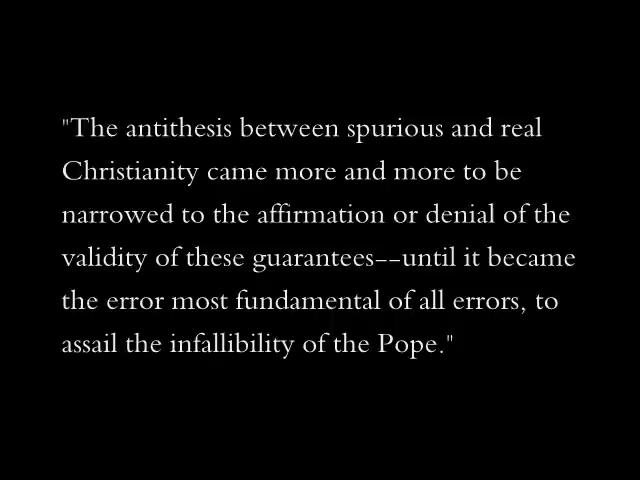 "The antithesis between spurious and real
Christianity came more and more to be
narrowed to the affirmation or denial of the
validity of these guarantees--until it became
the error most fundamental of all errors, to
assail the infallibility of the Pope."